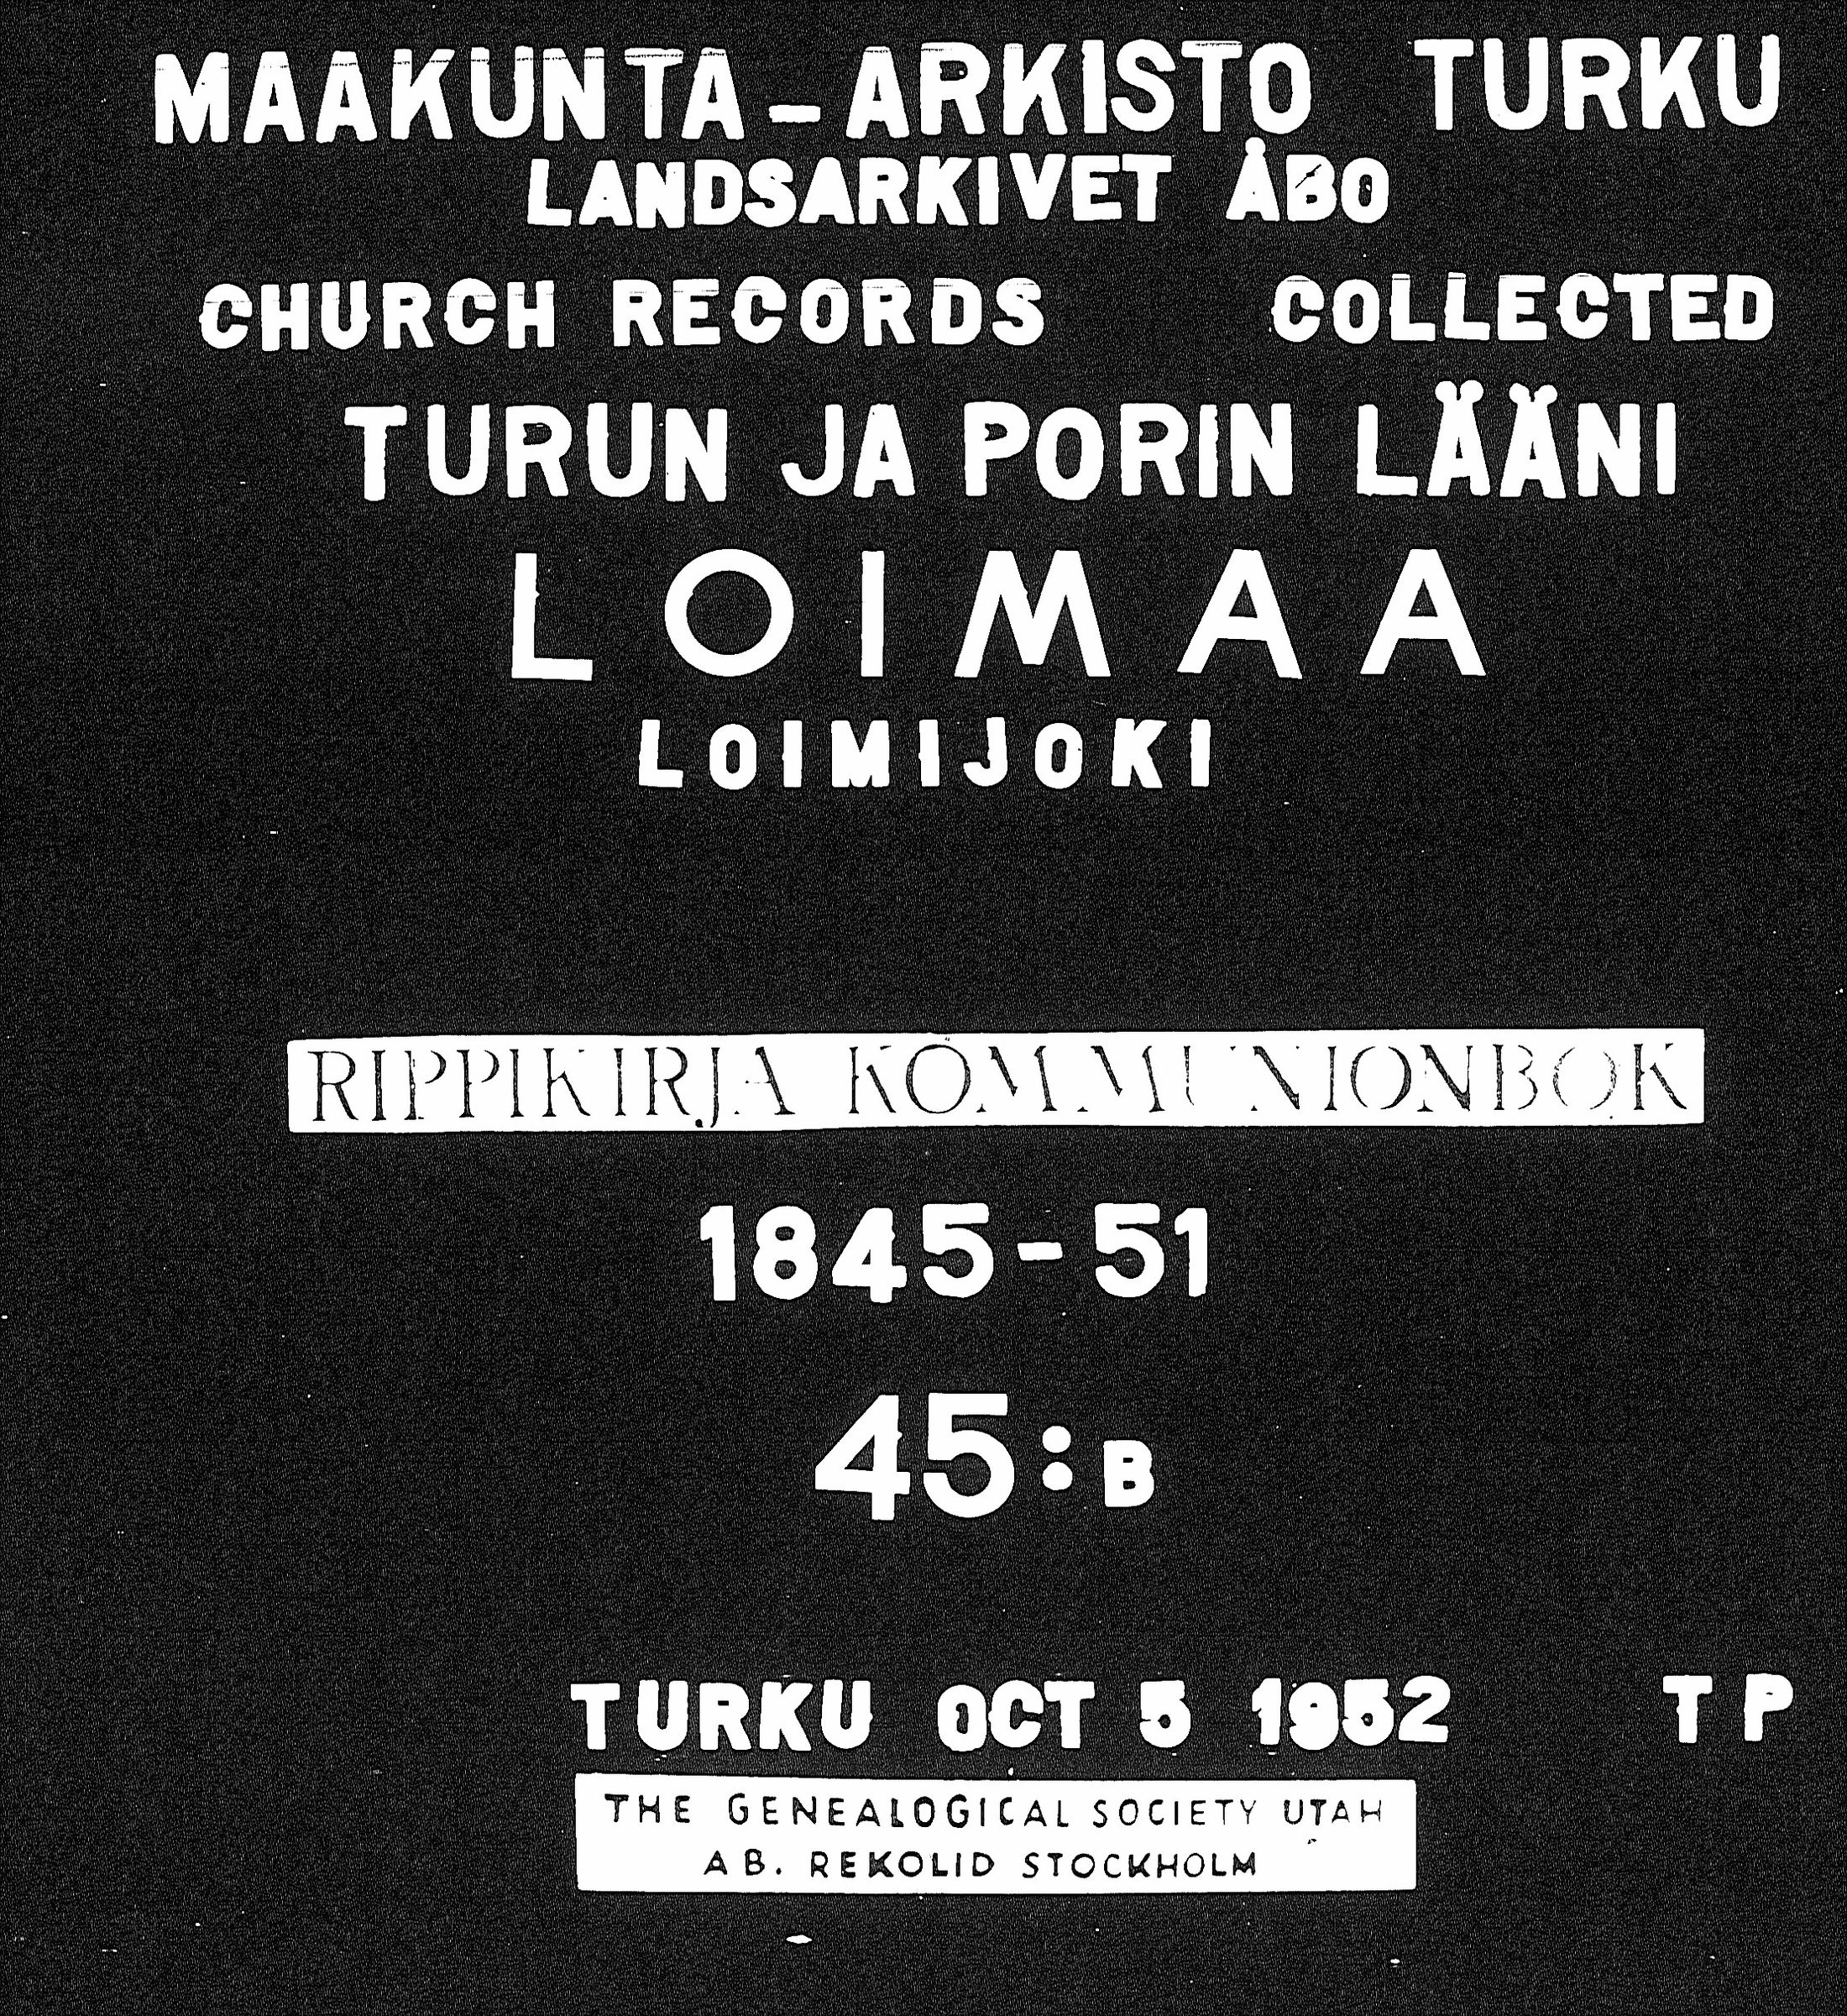 MAAKUNTA-ARKISTO TURKU
LANDSARKIVET ÅBO
CHURCH RECORDS COLLECTED
TURUN JA PORIN LÄÄNI
LOIMAA
LOIMIJOKI
RIPPIKIRJA KOMMUNIONBOK
1845-51
45:B
TURKU OCT 5 1952 TP
THE GENEALOGICAL SOCIETY UTAH
AB. REKOLID STOCKHOLM